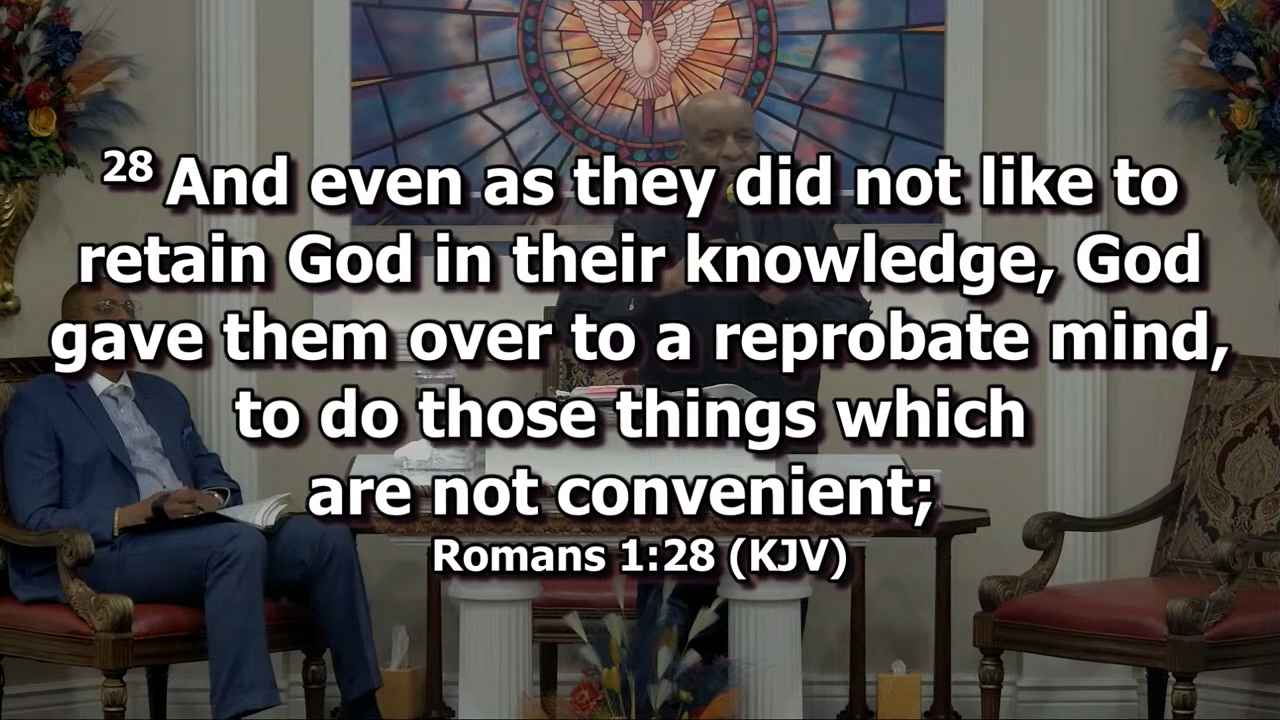 28 And even as they did not like to
retain God in their knowledge, God
gave them over to a reprobate mind,
to do those things which
are not convenient;
Romans 1:28 (KJV)